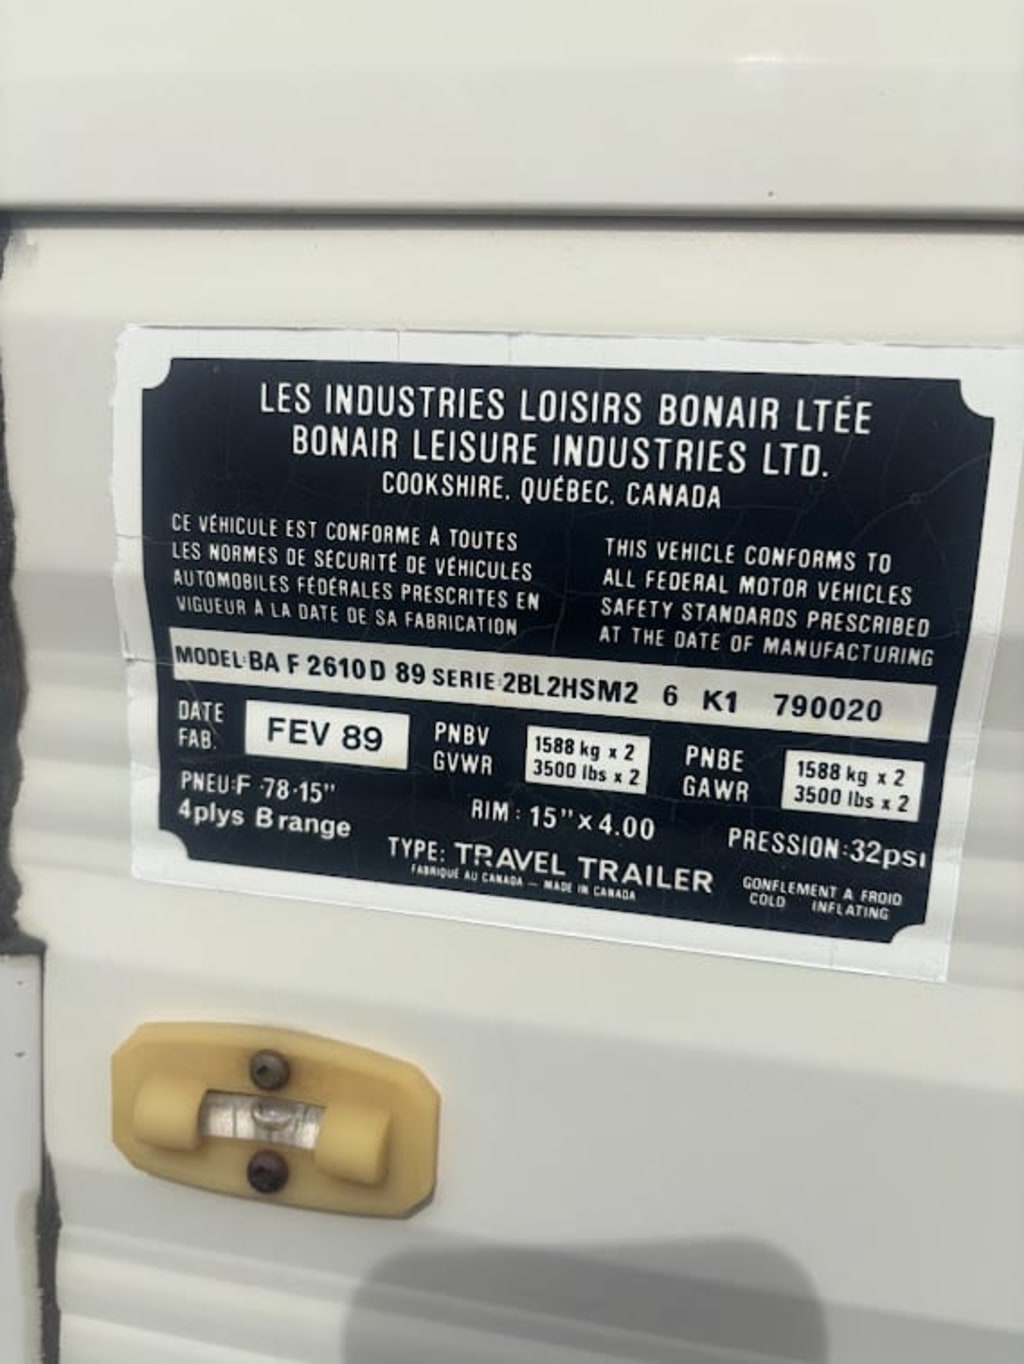 LES INDUSTRIES LOISIRS BONAIR LTÉE
BONAIR LEISURE INDUSTRIES LTD.
COOKSHIRE, QUÉBEC, CANADA
CE VÉHICULE EST CONFORME À TOUTES
LES NORMES DE SÉCURITÉ DE VÉHICULES
AUTOMOBILES FÉDÉRALES PRESCRITES EN
VIGUEUR À LA DATE DE SA FABRICATION
THIS VEHICLE CONFORMS TO
ALL FEDERAL MOTOR VEHICLES
SAFETY STANDARDS PRESCRIBED
AT THE DATE OF MANUFACTURING
MODEL: BA F 2610 D 89 SERIE: 2BL2HSM2 6 K1 790020
DATE
FAB.
FEV 89
PNBV
GVWR
1588 kg x 2
3500 lbs x 2
PNBE
GAWR
1588 kg x 2
3500 lbs x 2
PNEU: F -78-15"
4plys B range
RIM : 15" x 4.00
PRESSION: 32psi
TYPE: TRAVEL TRAILER
FABRIQUÉ AU CANADA — MADE IN CANADA
GONFLEMENT A FROID
COLD INFLATING